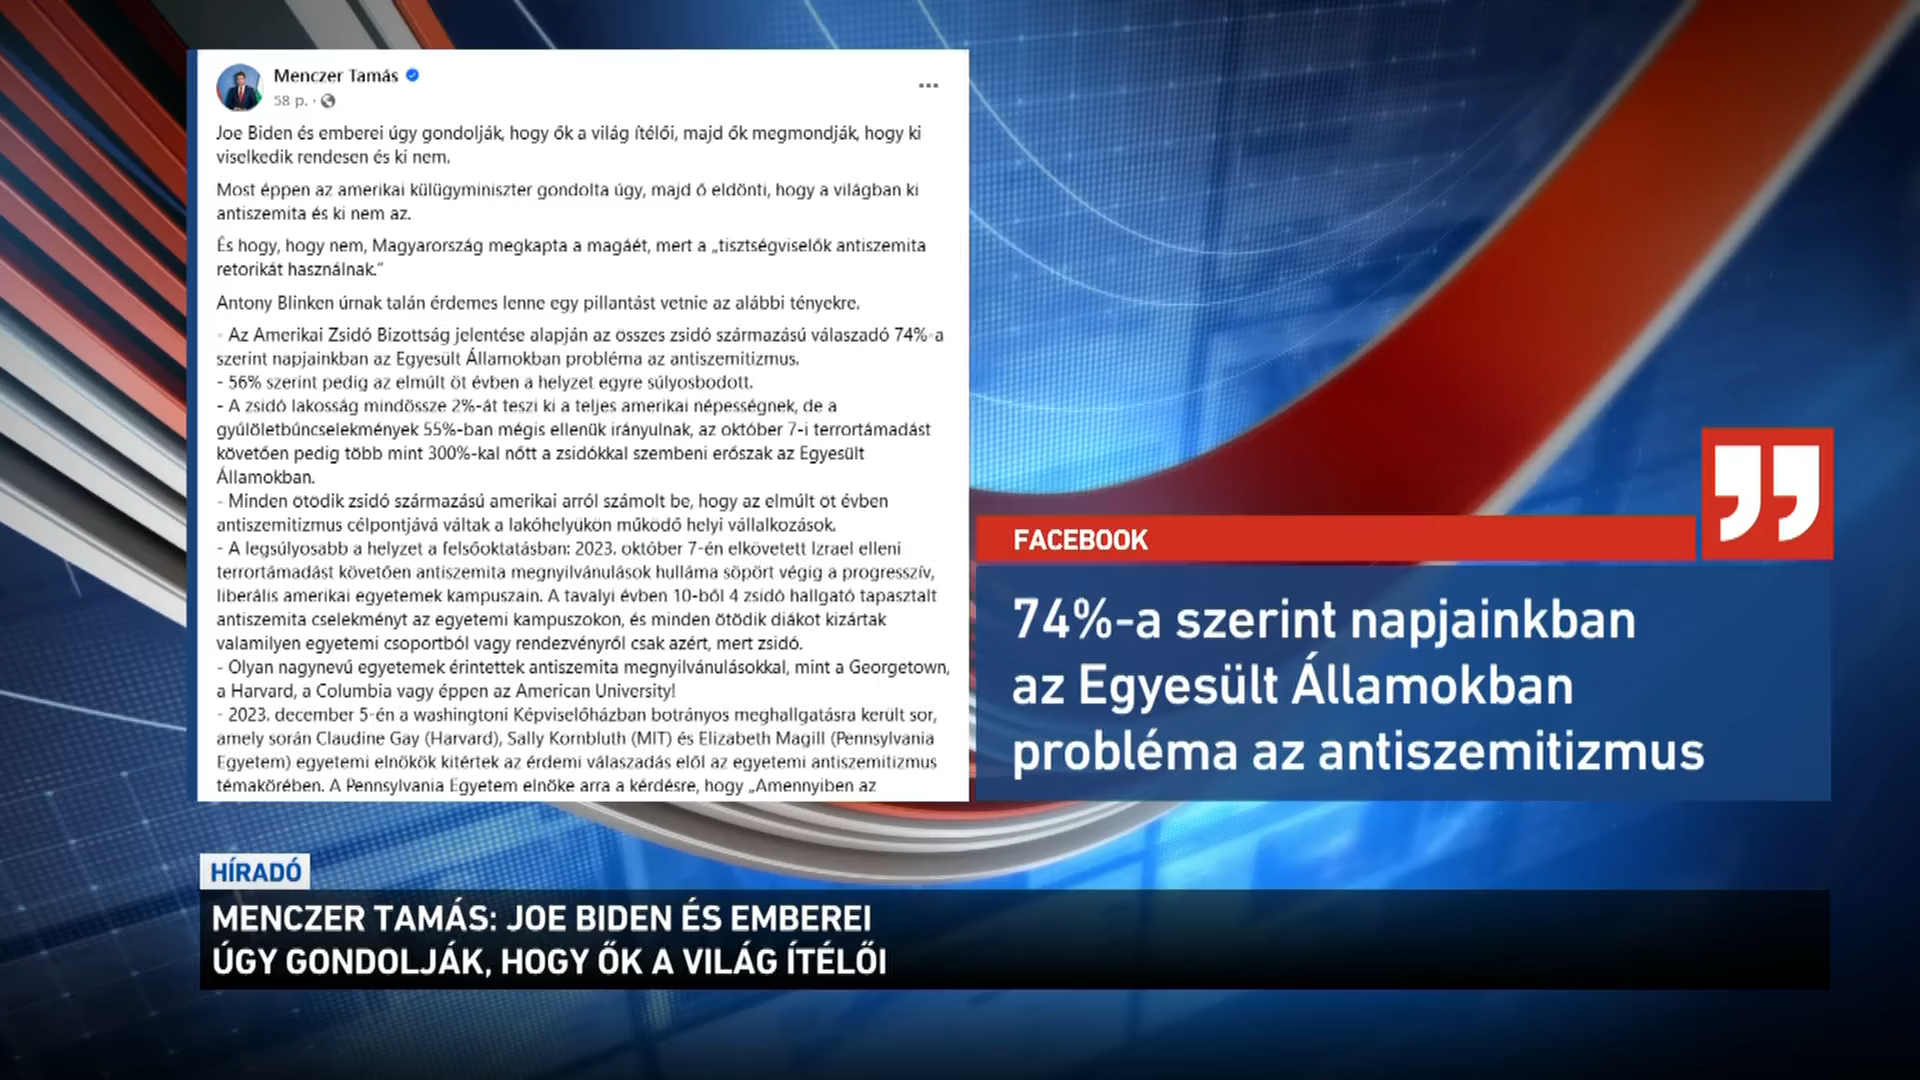 Menczer Tamás
58 p. ·
Joe Biden és emberei úgy gondolják, hogy ők a világ ítélői, majd ők megmondják, hogy ki
viselkedik rendesen és ki nem.
Most éppen az amerikai külügyminiszter gondolta úgy, majd ő eldönti, hogy a világban ki
antiszemita és ki nem az.
És hogy, hogy nem, Magyarország megkapta a magáét, mert a „tisztségviselők antiszemita
retorikát használnak.”
Antony Blinken úrnak talán érdemes lenne egy pillantást vetnie az alábbi tényekre.
- Az Amerikai Zsidó Bizottság jelentése alapján az összes zsidó származású válaszadó 74%-a
szerint napjainkban az Egyesült Államokban probléma az antiszemitizmus.
- 56% szerint pedig az elmúlt öt évben a helyzet egyre súlyosbodott.
- A zsidó lakosság mindössze 2%-át teszi ki a teljes amerikai népességnek, de a
gyűlöletbűncselekmények 55%-ban mégis ellenük irányulnak, az október 7-i terrortámadást
követően pedig több mint 300%-kal nőtt a zsidókkal szembeni erőszak az Egyesült
Államokban.
- Minden ötödik zsidó származású amerikai arról számolt be, hogy az elmúlt öt évben
antiszemitizmus célpontjává váltak a lakóhelyükön működő helyi vállalkozások.
- A legsúlyosabb a helyzet a felsőoktatásban: 2023. október 7-én elkövetett Izrael elleni
terrortámadást követően antiszemita megnyilvánulások hulláma söpört végig a progresszív,
liberális amerikai egyetemek kampuszain. A tavalyi évben 10-ből 4 zsidó hallgató tapasztalt
antiszemita cselekményt az egyetemi kampuszokon, és minden ötödik diákot kizártak
valamilyen egyetemi csoportból vagy rendezvényről csak azért, mert zsidó.
- Olyan nagynevű egyetemek érintettek antiszemita megnyilvánulásokkal, mint a Georgetown,
a Harvard, a Columbia vagy éppen az American University!
- 2023. december 5-én a washingtoni Képviselőházban botrányos meghallgatásra került sor,
amely során Claudine Gay (Harvard), Sally Kornbluth (MIT) és Elizabeth Magill (Pennsylvania
Egyetem) egyetemi elnökök kitértek az érdemi válaszadás elől az egyetemi antiszemitizmus
témakörében. A Pennsylvania Egyetem elnöke arra a kérdésre, hogy „Amennyiben az
FACEBOOK
74%-a szerint napjainkban
az Egyesült Államokban
probléma az antiszemitizmus
HÍRADÓ
MENCZER TAMÁS: JOE BIDEN ÉS EMBEREI
ÚGY GONDOLJÁK, HOGY ŐK A VILÁG ÍTÉLŐI